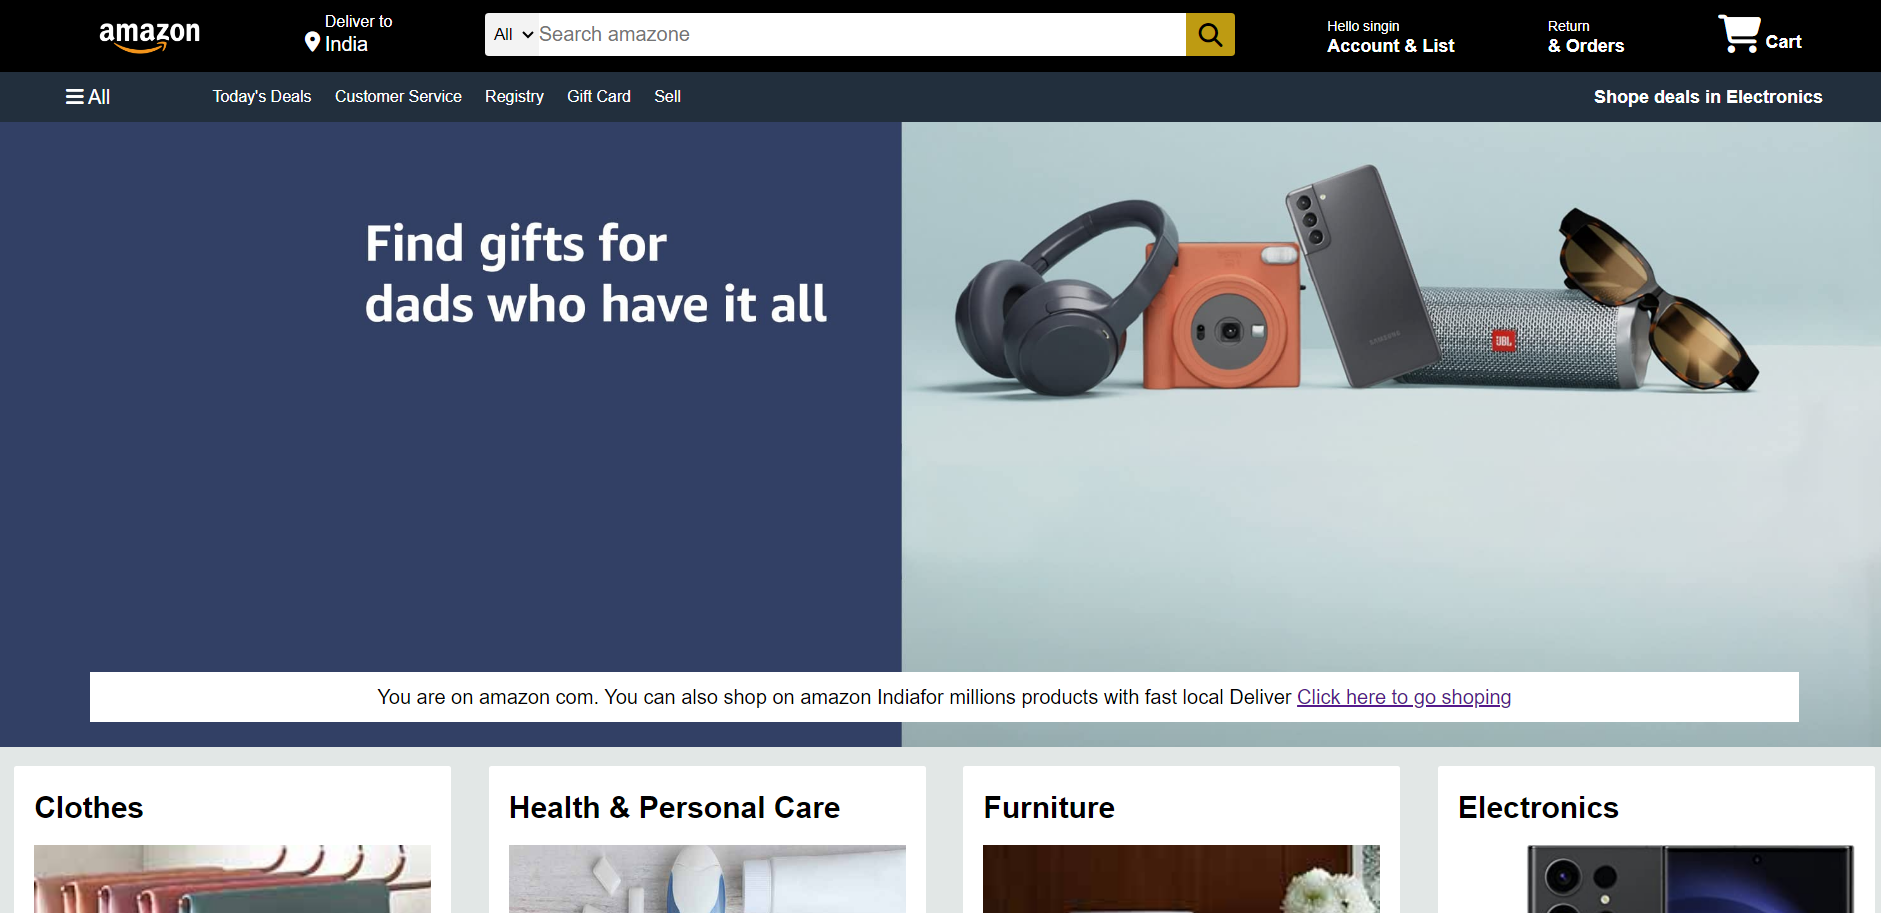 amazon
Deliver to
India
All
Search amazone
Hello singin
Account & List
Return
& Orders
Cart
All
Today's Deals
Customer Service
Registry
Gift Card
Sell
Shope deals in Electronics
Find gifts for
dads who have it all
SAMSUNG
JBL
You are on amazon com. You can also shop on amazon Indiafor millions products with fast local Deliver Click here to go shoping
Clothes
Health & Personal Care
Furniture
Electronics